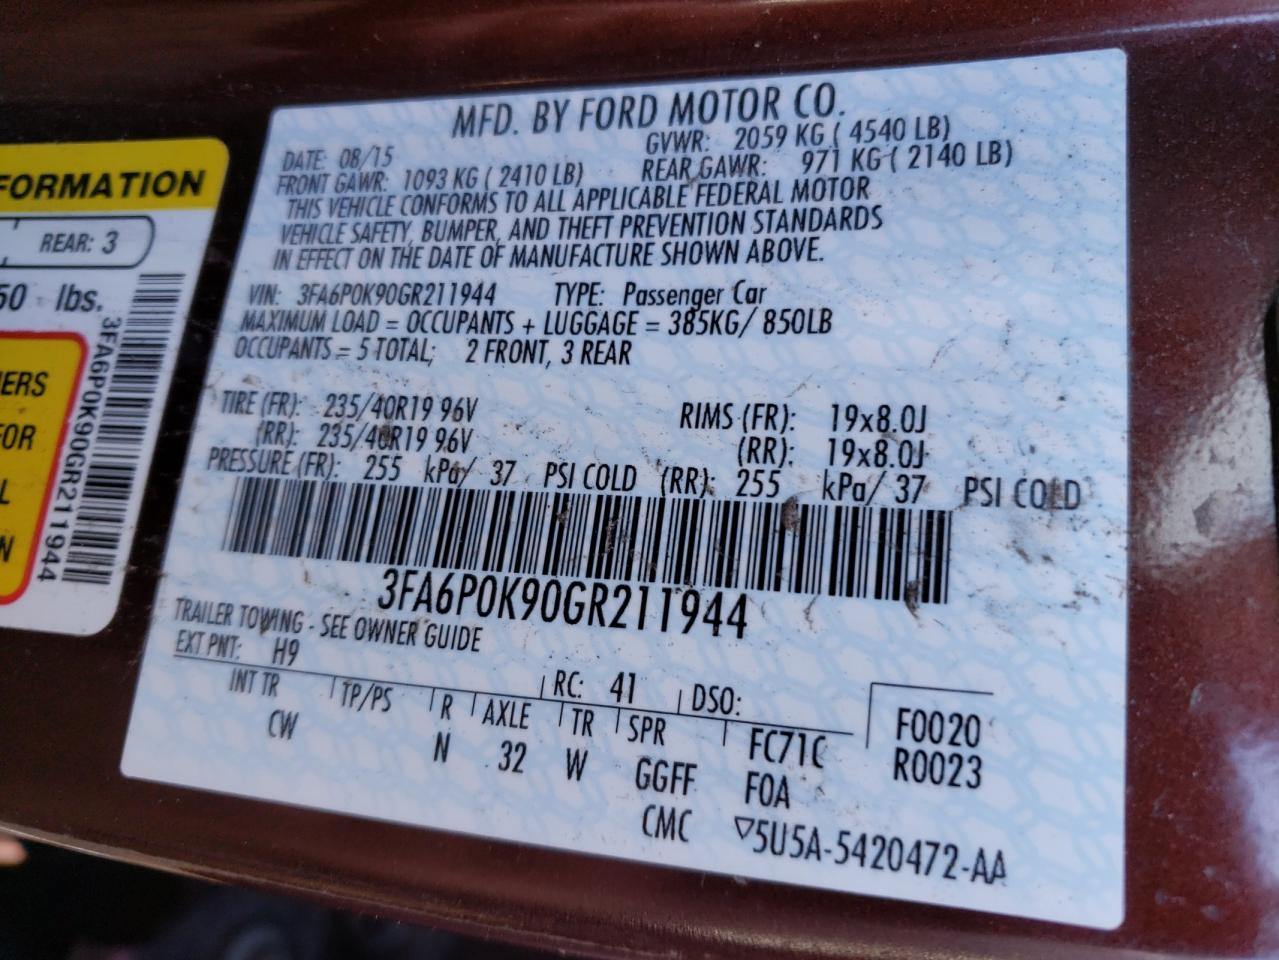 MFD. BY FORD MOTOR CO.
DATE: 08/15 GVWR: 2059 KG ( 4540 LB)
FRONT GAWR: 1093 KG ( 2410 LB) REAR GAWR: 971 KG ( 2140 LB)
THIS VEHICLE CONFORMS TO ALL APPLICABLE FEDERAL MOTOR
VEHICLE SAFETY, BUMPER, AND THEFT PREVENTION STANDARDS
IN EFFECT ON THE DATE OF MANUFACTURE SHOWN ABOVE.
VIN: 3FA6P0K90GR211944 TYPE: Passenger Car
MAXIMUM LOAD = OCCUPANTS + LUGGAGE = 385KG/ 850LB
OCCUPANTS = 5 TOTAL; 2 FRONT, 3 REAR
TIRE (FR): 235/40R19 96V RIMS (FR): 19x8.0J
(RR): 235/40R19 96V (RR): 19x8.0J
PRESSURE (FR): 255 kPa/ 37 PSI COLD (RR): 255 kPa/ 37 PSI COLD
3FA6P0K90GR211944
TRAILER TOWING - SEE OWNER GUIDE
EXT PNT: H9 RC: 41 DSO:
INT TR TP/PS R AXLE TR SPR FC71C F0020
CW N 32 W GGFF F0A R0023
CMC ▽5U5A-5420472-AA
FORMATION
REAR: 3
50 lbs.
3FA6P0K90GR211944
ERS
FOR
L
N